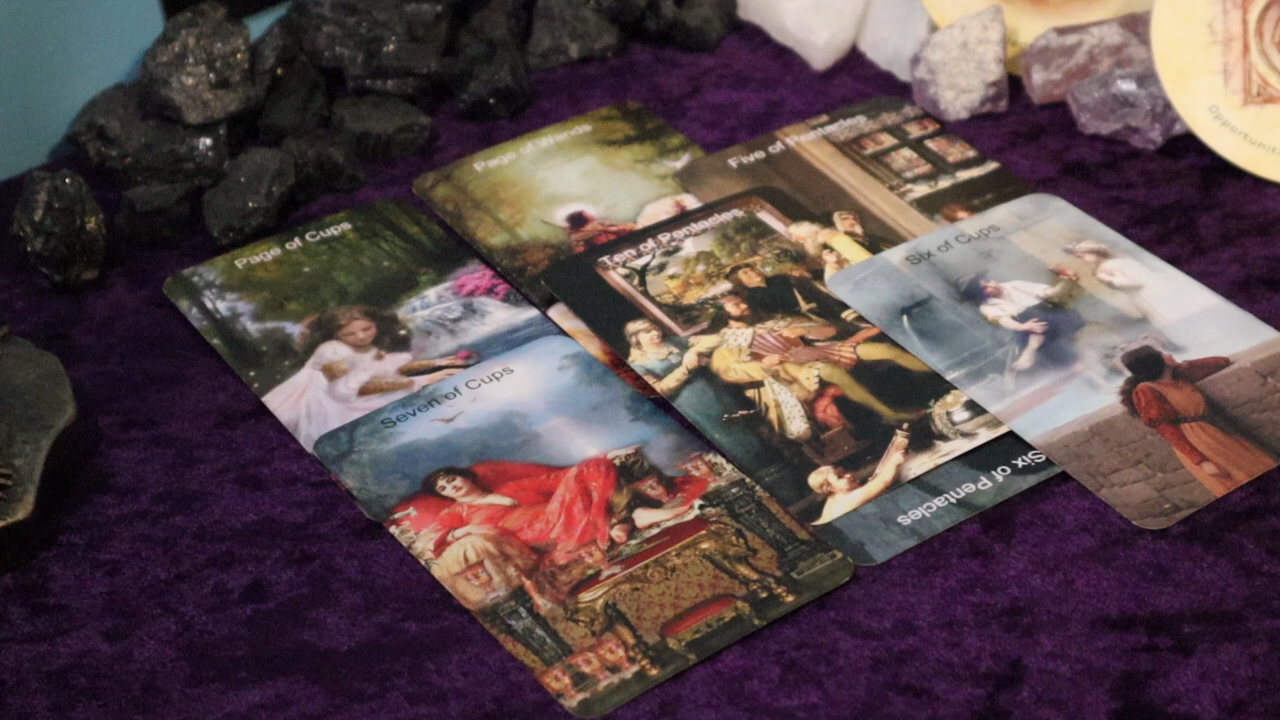 Page of Wands
Five of Pentacles
Page of Cups
Ten of Pentacles
Six of Cups
Seven of Cups
Six of Pentacles